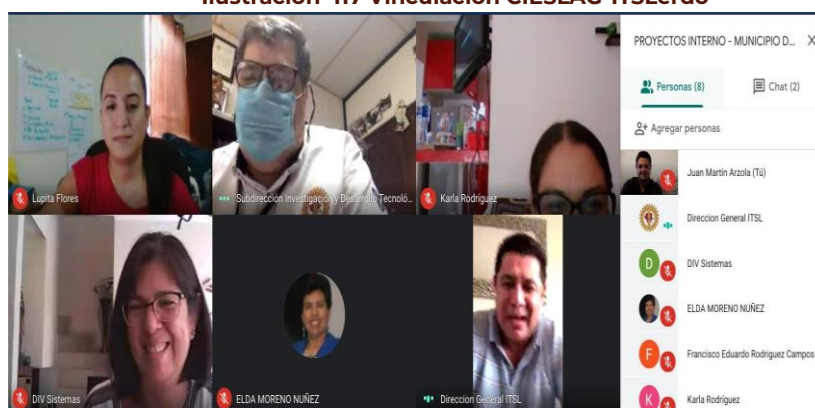 Ilustración 117 Vinculación CIESLAG-ITSLerdo
PROYECTOS INTERNO - MUNICIPIO D... X
Personas (8)
Chat (2)
Agregar personas
Juan Martín Arzola (Tú)
Direccion General ITSL
D
DIV Sistemas
ELDA MORENO NUÑEZ
F
Francisco Eduardo Rodriguez Campos
K
Karla Rodríguez
Lupita Flores
Subdirección Investigación y Desarrollo Tecnoló...
Karla Rodríguez
DIV Sistemas
ELDA MORENO NUÑEZ
Direccion General ITSL